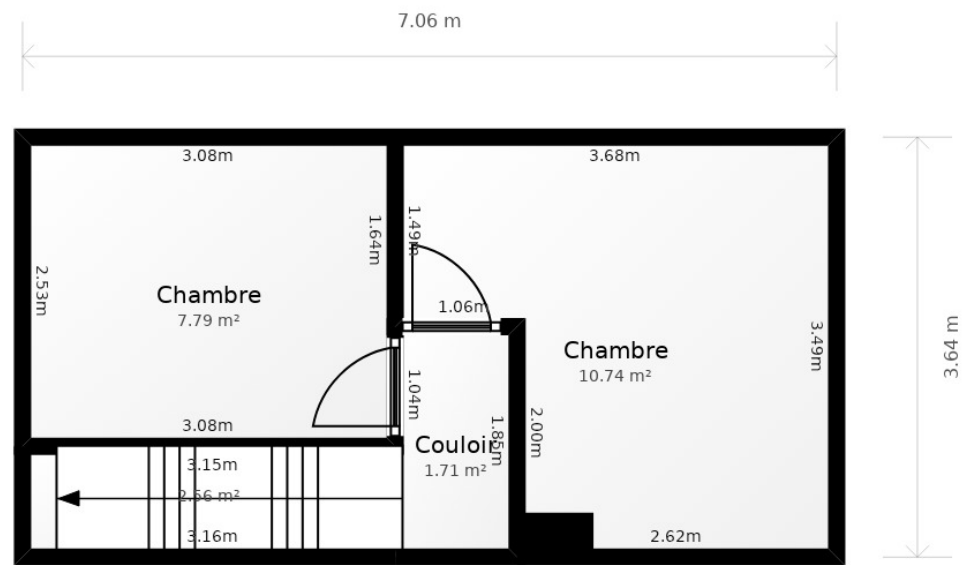 7.06 m
3.08m
3.68m
1.64m
1.49m
2.53m
Chambre
7.79 m²
1.06m
3.64 m
3.49m
Chambre
10.74 m²
1.04m
3.08m
2.00m
1.85m
Couloir
1.71 m²
3.15m
2.56 m²
3.16m
2.62m